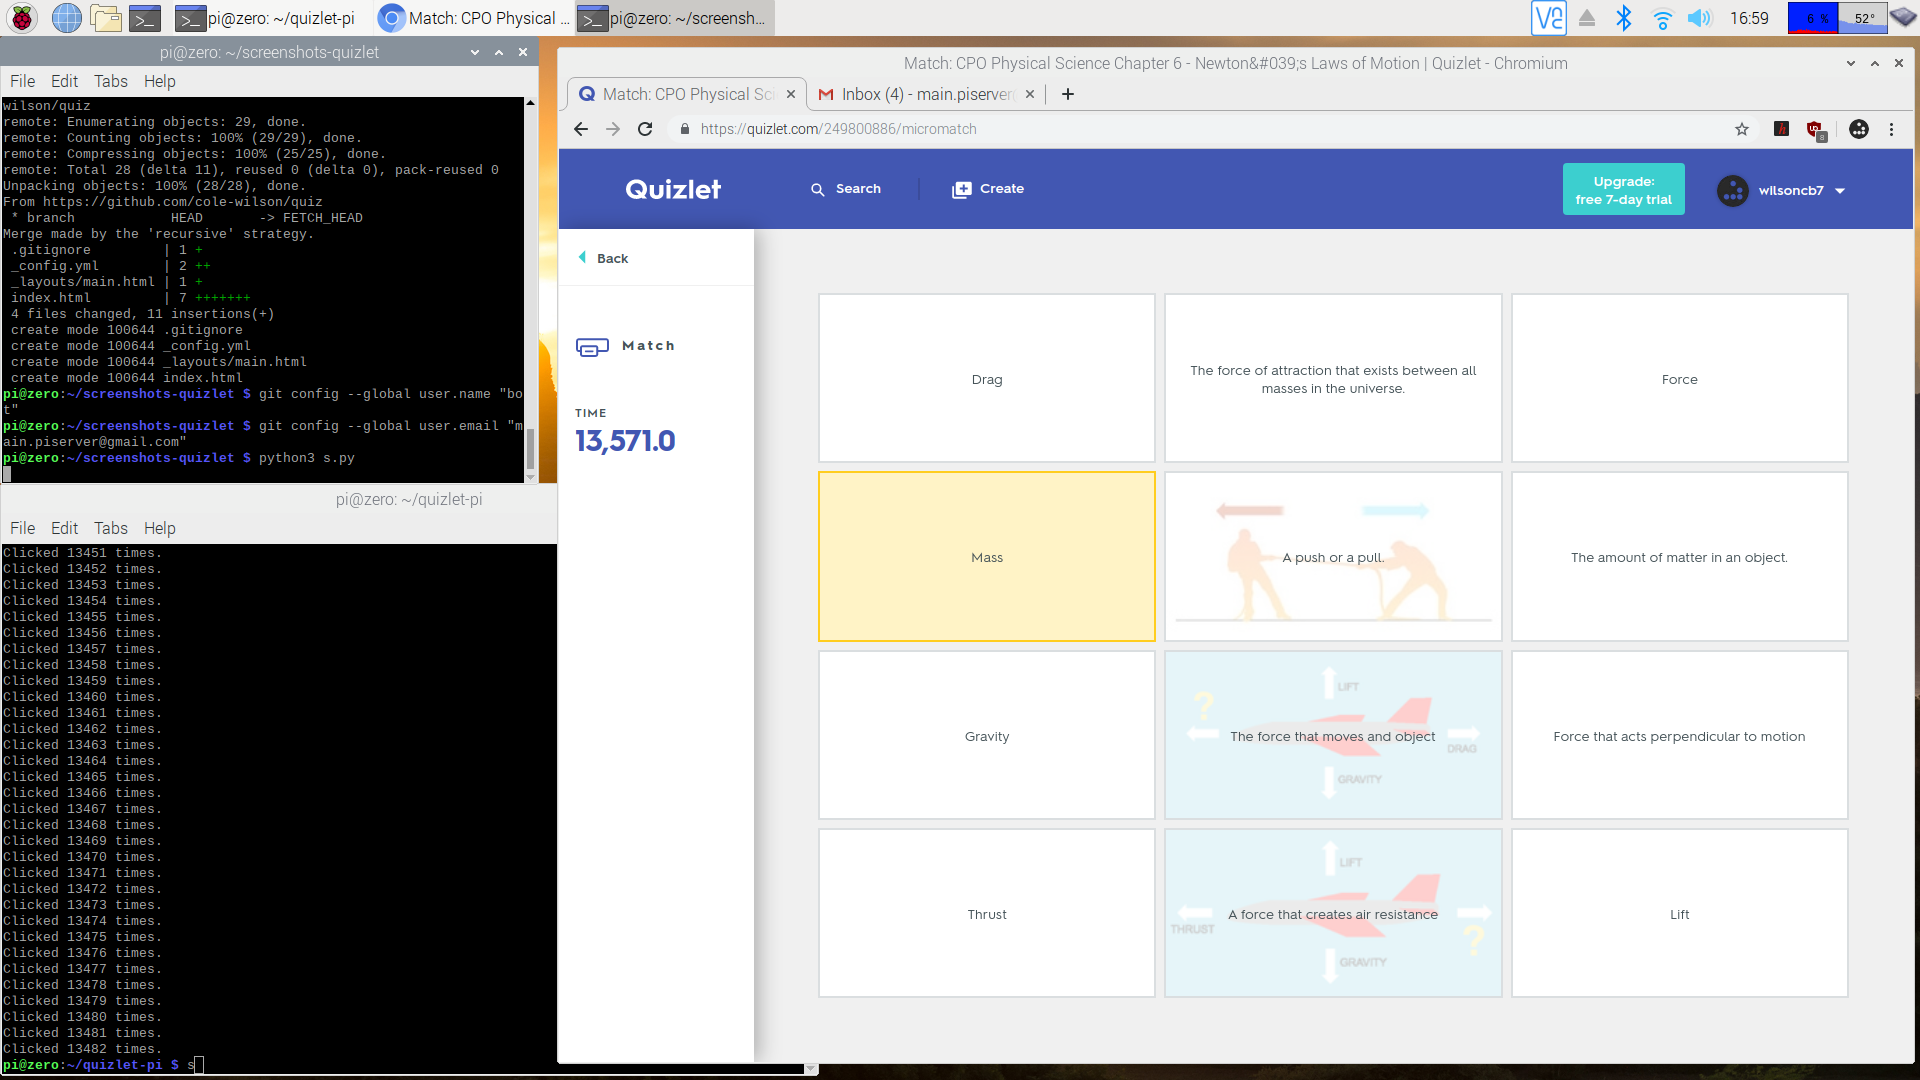 pi@zero: ~/quizlet-pi
Match: CPO Physical ...
pi@zero: ~/screensh...
16:59
6 %
52°
pi@zero: ~/screenshots-quizlet
File Edit Tabs Help
wilson/quiz
remote: Enumerating objects: 29, done.
remote: Counting objects: 100% (29/29), done.
remote: Compressing objects: 100% (25/25), done.
remote: Total 28 (delta 11), reused 0 (delta 0), pack-reused 0
Unpacking objects: 100% (28/28), done.
From https://github.com/cole-wilson/quiz
* branch HEAD -> FETCH_HEAD
Merge made by the 'recursive' strategy.
.gitignore | 1 +
_config.yml | 2 ++
_layouts/main.html | 1 +
index.html | 7 +++++++
4 files changed, 11 insertions(+)
create mode 100644 .gitignore
create mode 100644 _config.yml
create mode 100644 _layouts/main.html
create mode 100644 index.html
pi@zero:~/screenshots-quizlet $ git config --global user.name "bo
t"
pi@zero:~/screenshots-quizlet $ git config --global user.email "m
ain.piserver@gmail.com"
pi@zero:~/screenshots-quizlet $ python3 s.py
pi@zero: ~/quizlet-pi
File Edit Tabs Help
Clicked 13451 times.
Clicked 13452 times.
Clicked 13453 times.
Clicked 13454 times.
Clicked 13455 times.
Clicked 13456 times.
Clicked 13457 times.
Clicked 13458 times.
Clicked 13459 times.
Clicked 13460 times.
Clicked 13461 times.
Clicked 13462 times.
Clicked 13463 times.
Clicked 13464 times.
Clicked 13465 times.
Clicked 13466 times.
Clicked 13467 times.
Clicked 13468 times.
Clicked 13469 times.
Clicked 13470 times.
Clicked 13471 times.
Clicked 13472 times.
Clicked 13473 times.
Clicked 13474 times.
Clicked 13475 times.
Clicked 13476 times.
Clicked 13477 times.
Clicked 13478 times.
Clicked 13479 times.
Clicked 13480 times.
Clicked 13481 times.
Clicked 13482 times.
pi@zero:~/quizlet-pi $ s
Match: CPO Physical Science Chapter 6 - Newton&#039;s Laws of Motion | Quizlet - Chromium
Match: CPO Physical Sci
Inbox (4) - main.piserver@
https://quizlet.com/249800886/micromatch
8
Quizlet
Search
Create
Upgrade:
free 7-day trial
wilsoncb7
Back
Match
TIME
13,571.0
Drag
The force of attraction that exists between all
masses in the universe.
Force
Mass
A push or a pull.
The amount of matter in an object.
Gravity
LIFT
?
The force that moves and object
DRAG
GRAVITY
Force that acts perpendicular to motion
Thrust
LIFT
A force that creates air resistance
THRUST
?
GRAVITY
Lift